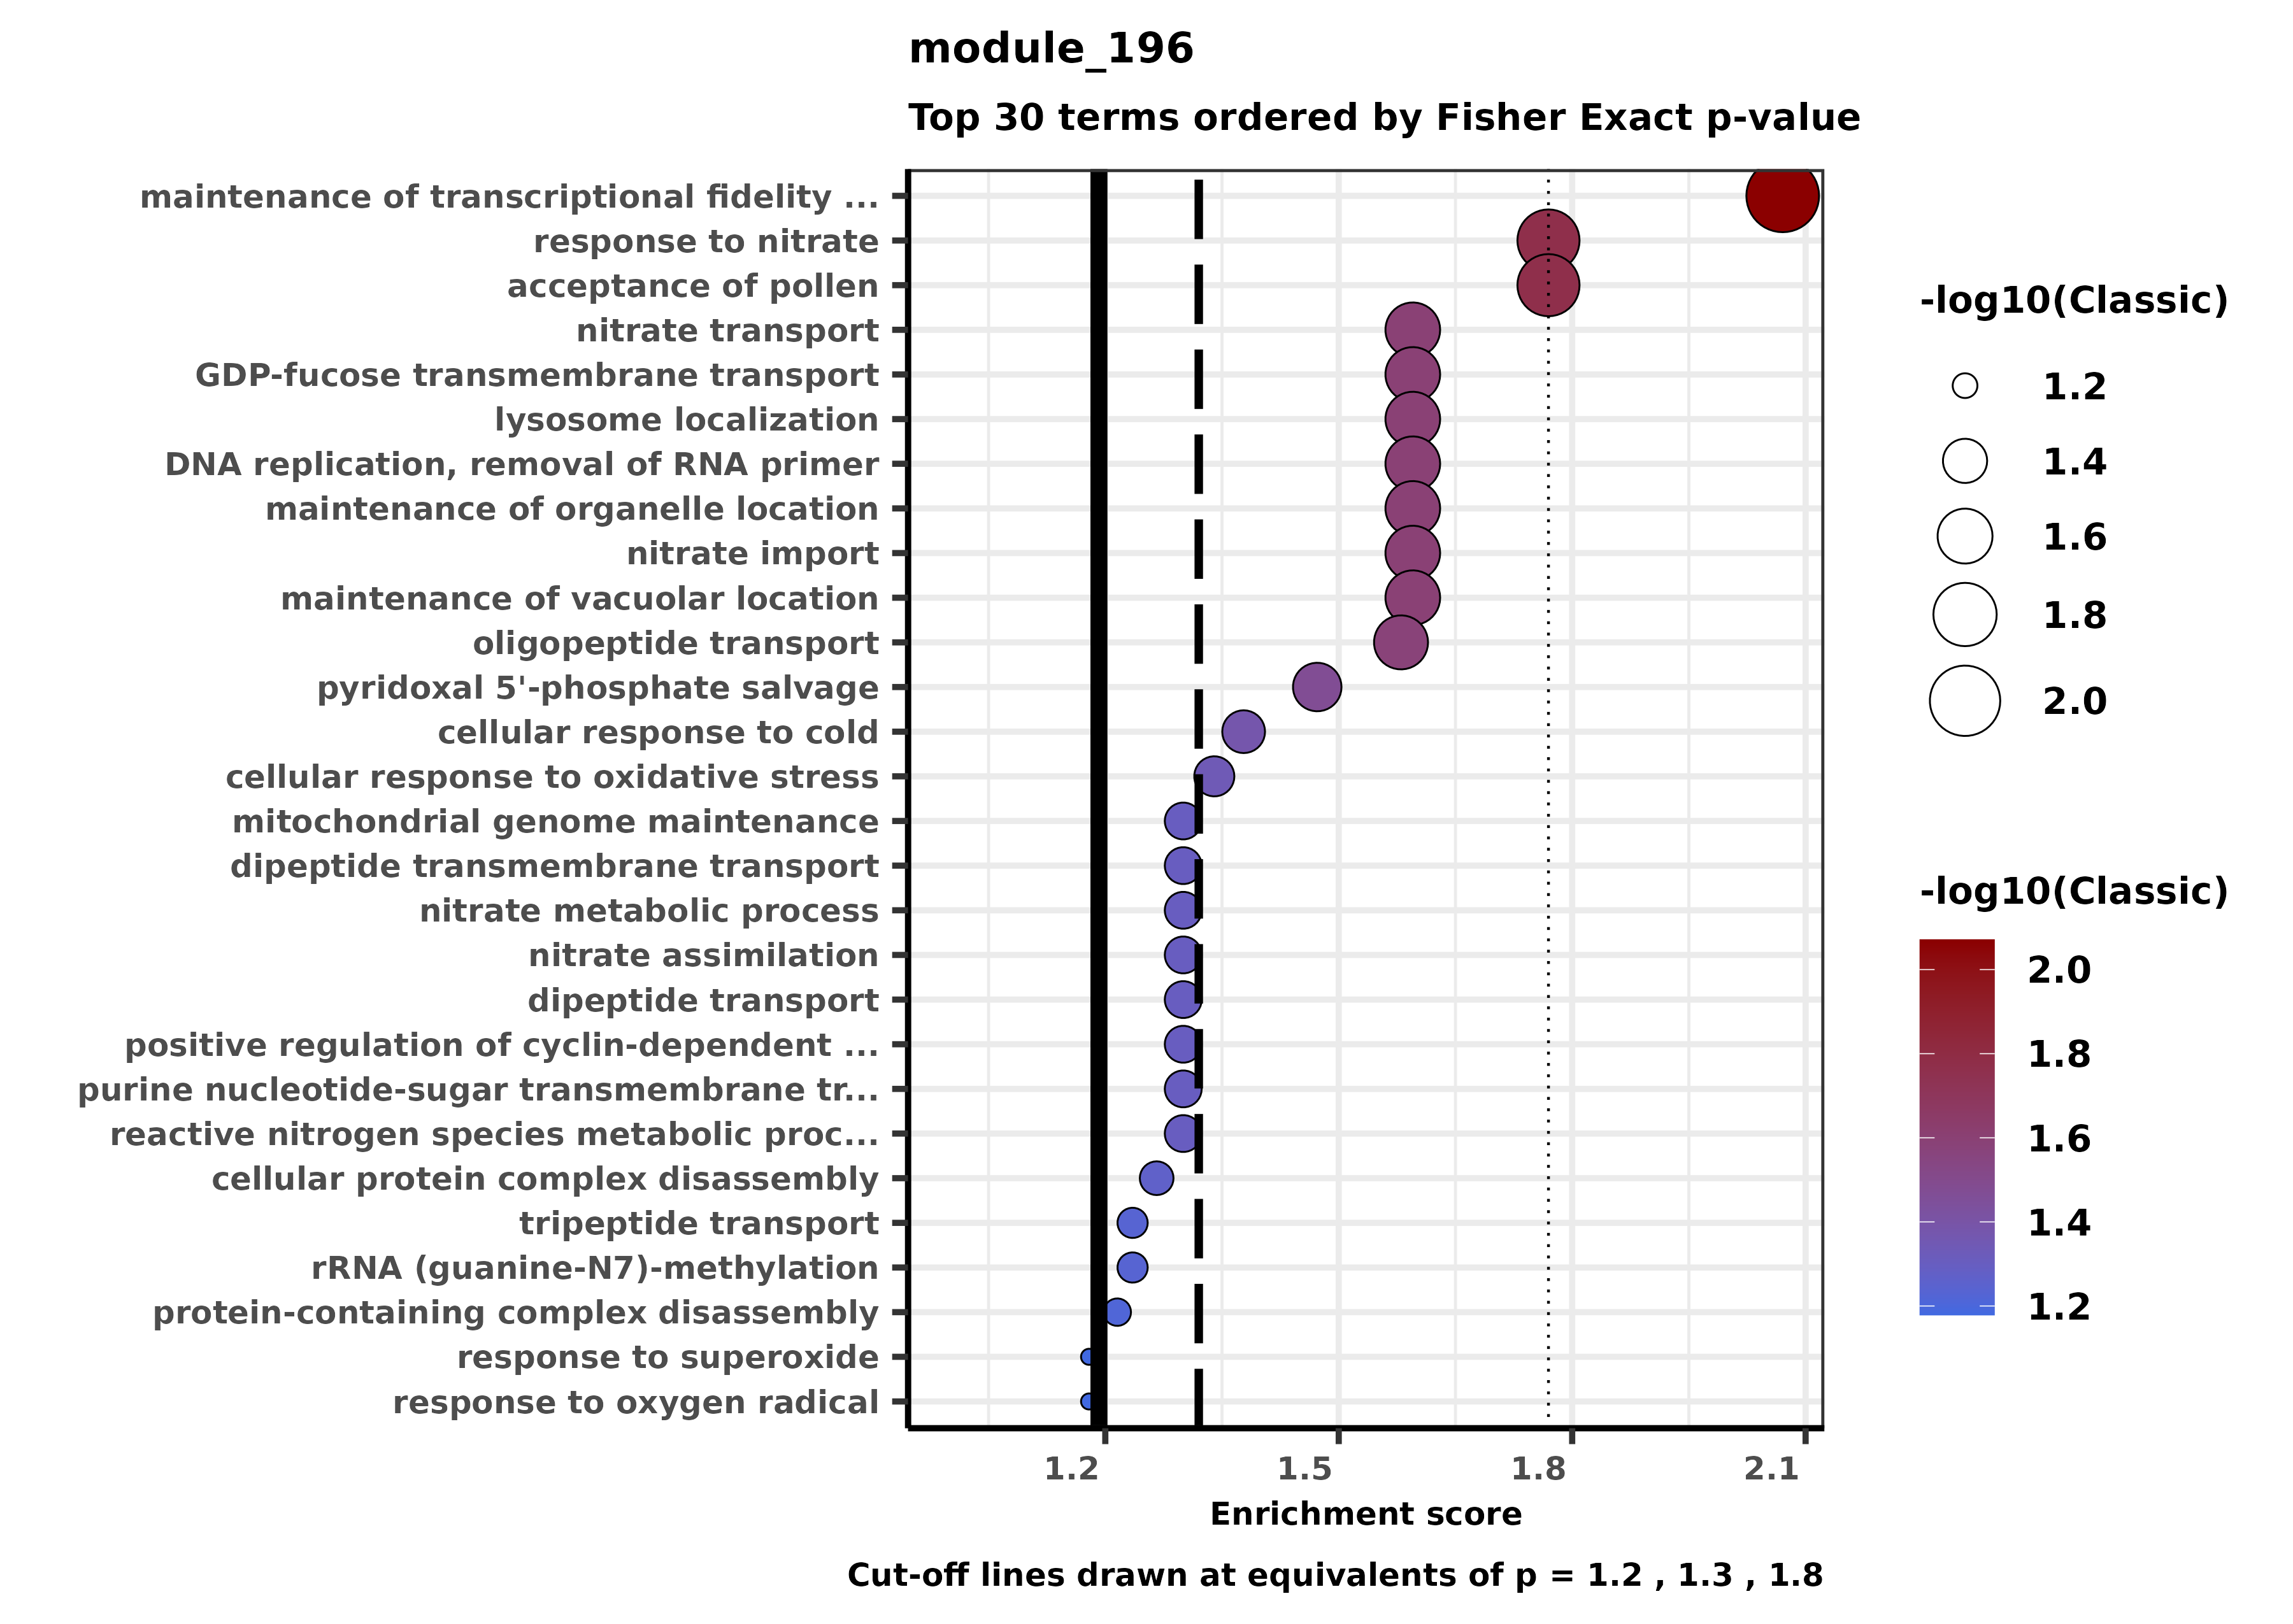 module_196
Top 30 terms ordered by Fisher Exact p-value
maintenance of transcriptional fidelity ...
response to nitrate
acceptance of pollen
nitrate transport
GDP-fucose transmembrane transport
lysosome localization
DNA replication, removal of RNA primer
maintenance of organelle location
nitrate import
maintenance of vacuolar location
oligopeptide transport
pyridoxal 5'-phosphate salvage
cellular response to cold
cellular response to oxidative stress
mitochondrial genome maintenance
dipeptide transmembrane transport
nitrate metabolic process
nitrate assimilation
dipeptide transport
positive regulation of cyclin-dependent ...
purine nucleotide-sugar transmembrane tr...
reactive nitrogen species metabolic proc...
cellular protein complex disassembly
tripeptide transport
rRNA (guanine-N7)-methylation
protein-containing complex disassembly
response to superoxide
response to oxygen radical
1.2 1.5 1.8 2.1
Enrichment score
Cut-off lines drawn at equivalents of p = 1.2 , 1.3 , 1.8
-log10(Classic)
1.2
1.4
1.6
1.8
2.0
-log10(Classic)
2.0
1.8
1.6
1.4
1.2